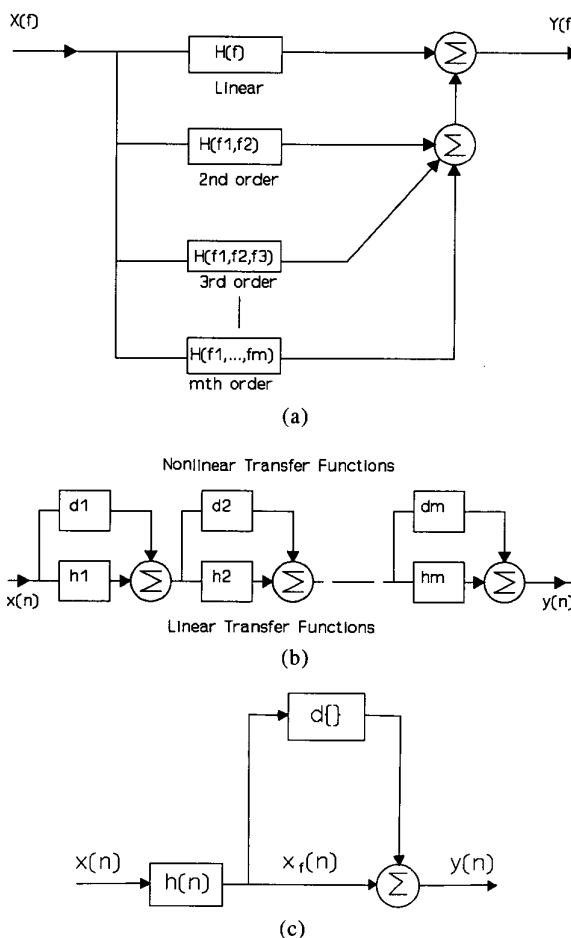 X(f)
Y(f
H(f)
Σ
Linear
H(f1,f2)
Σ
2nd order
H(f1,f2,f3)
3rd order
H(f1,...,fm)
mth order
(a)
Nonlinear Transfer Functions
d1
d2
dm
h1
Σ
h2
Σ
hm
Σ
x(n)
y(n)
Linear Transfer Functions
(b)
d{}
x(n)
h(n)
xf(n)
Σ
y(n)
(c)